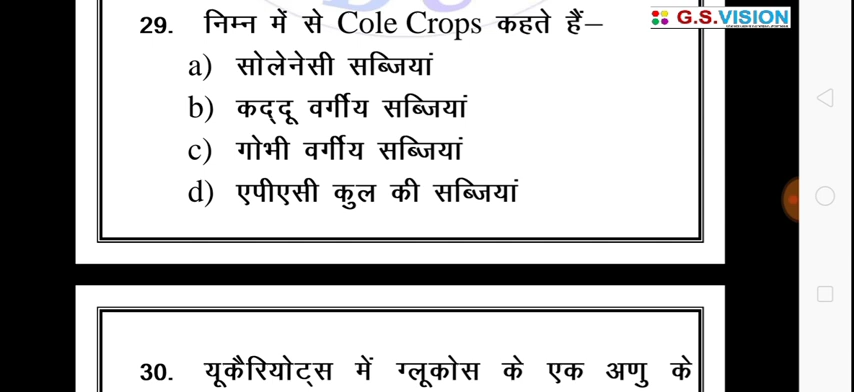 G.S.VISION
29. निम्न में से Cole Crops कहते हैं–
a) सोलेनेसी सब्जियां
b) कद्दू वर्गीय सब्जियां
c) गोभी वर्गीय सब्जियां
d) एपीएसी कुल की सब्जियां
30. यूकैरियोट्स में ग्लूकोस के एक अणु के